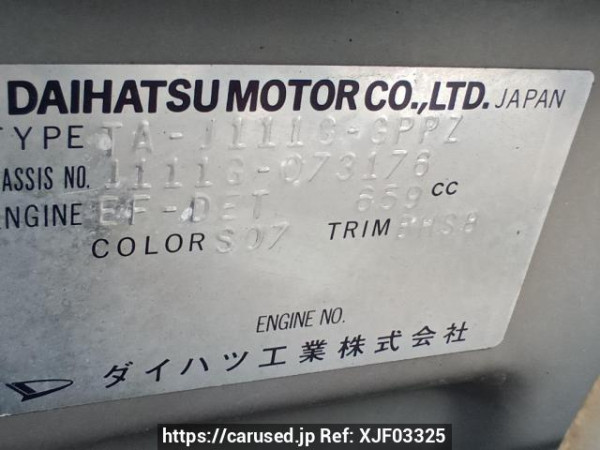 DAIHATSU MOTOR CO.,LTD. JAPAN
TYPE TA-J111G-GPPZ
ASSIS NO. J111G-073176
ENGINE EF-DET 659 CC
COLOR S07 TRIM
ENGINE NO.
ダイハツ工業株式会社
https://carused.jp Ref: XJF03325